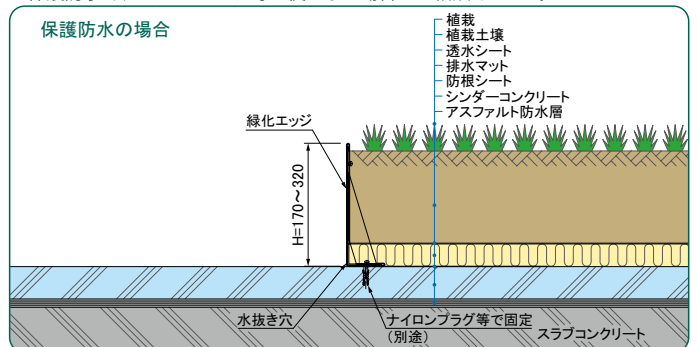 保護防水の場合
植栽
植栽土壌
透水シート
排水マット
防根シート
シンダーコンクリート
アスファルト防水層
緑化エッジ
H=170〜320
水抜き穴
ナイロンプラグ等で固定
(別途)
スラブコンクリート